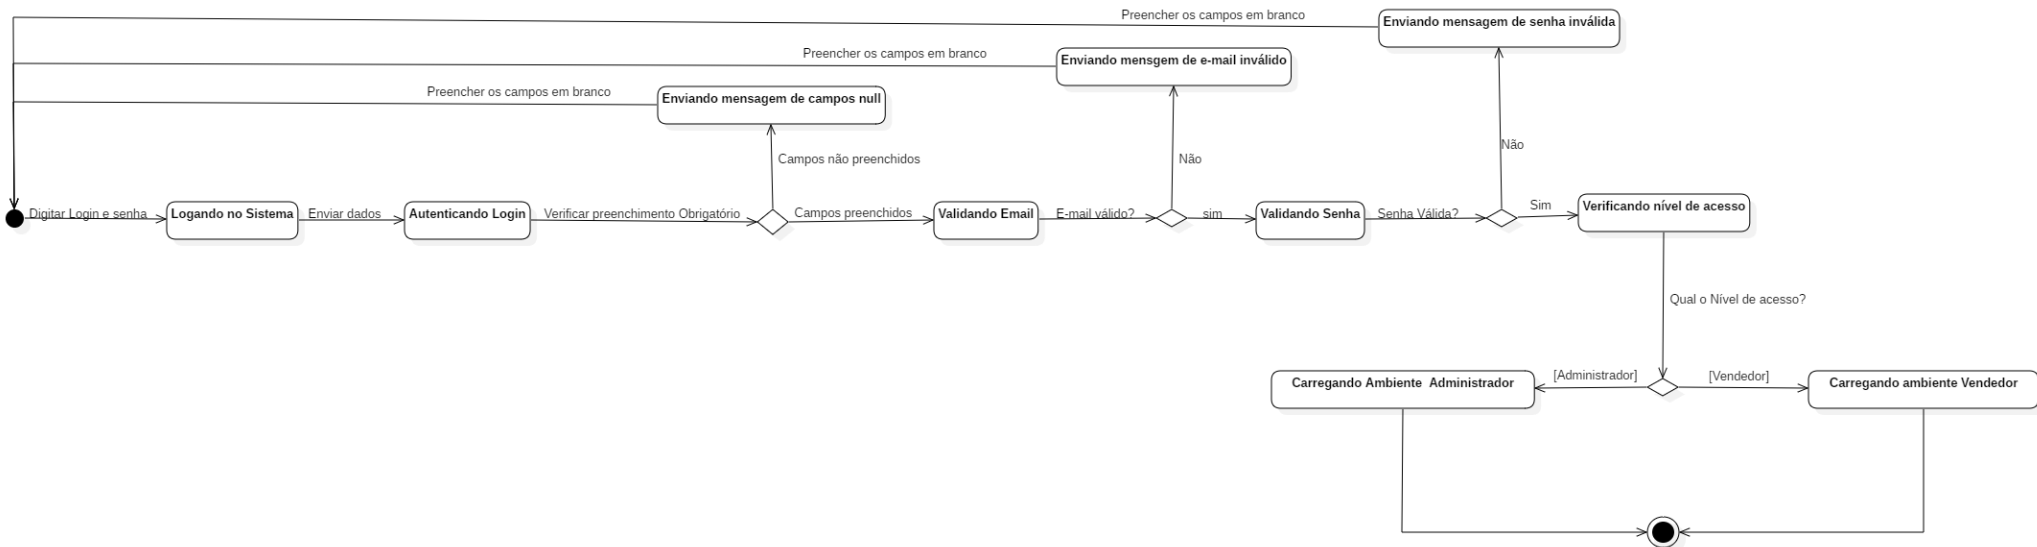 Preencher os campos em branco
Enviando mensagem de senha inválida
Preencher os campos em branco
Enviando mensgem de e-mail inválido
Preencher os campos em branco
Enviando mensagem de campos null
Campos não preenchidos
Não
Não
Digitar Login e senha
Logando no Sistema
Enviar dados
Autenticando Login
Verificar preenchimento Obrigatório
Campos preenchidos
Validando Email
E-mail válido?
sim
Validando Senha
Senha Válida?
Sim
Verificando nível de acesso
Qual o Nível de acesso?
Carregando Ambiente  Administrador
[Administrador]
[Vendedor]
Carregando ambiente Vendedor